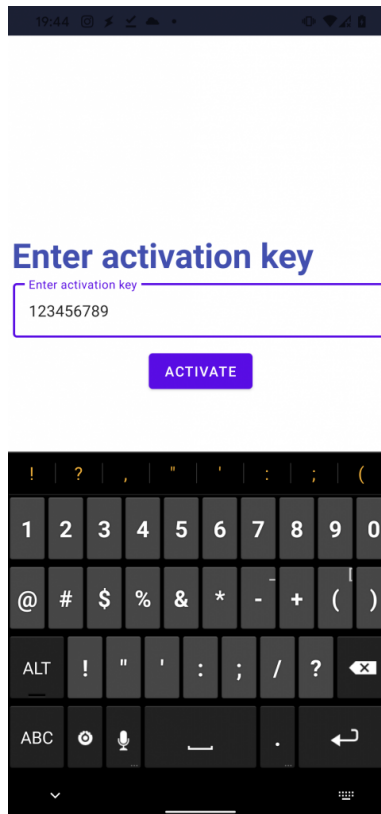 19:44
Enter activation key
Enter activation key
123456789
ACTIVATE
! ? , " ' : ; (
1 2 3 4 5 6 7 8 9 0
@ # $ % & * - _ + ( [ )
ALT ! " ' : ; / ?
ABC .